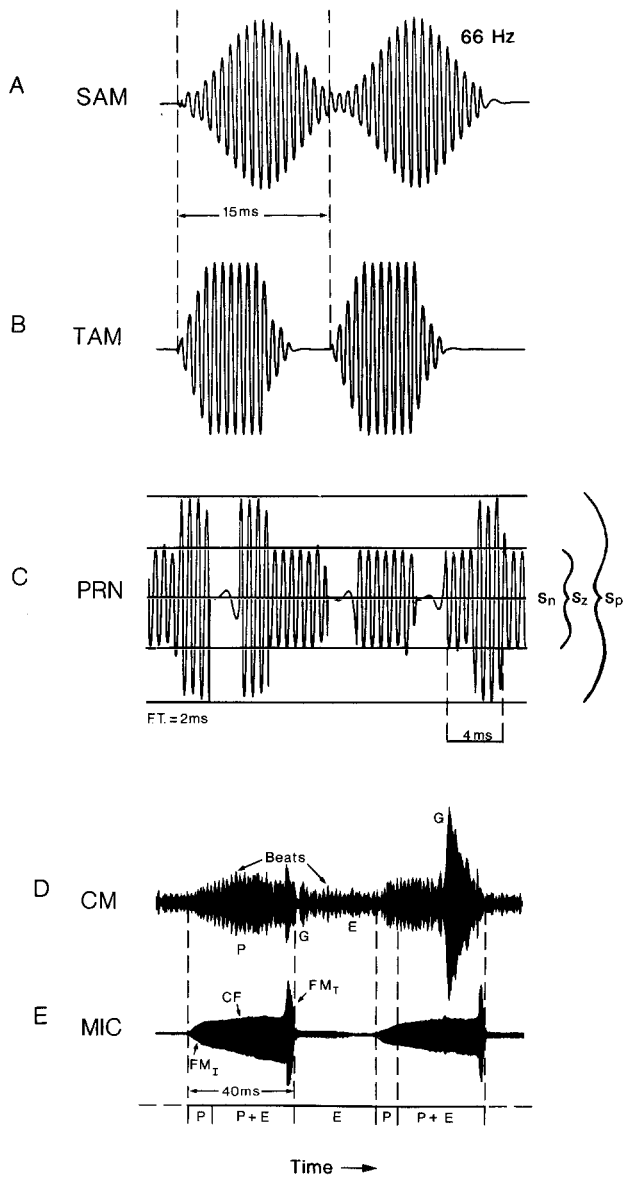 66 Hz
A SAM
15ms
B TAM
C PRN
Sn Sz Sp
F.T. = 2ms
4ms
G
Beats
D CM
P G E
CF FMT
E MIC
FMI
40ms
P P + E E P P + E
Time